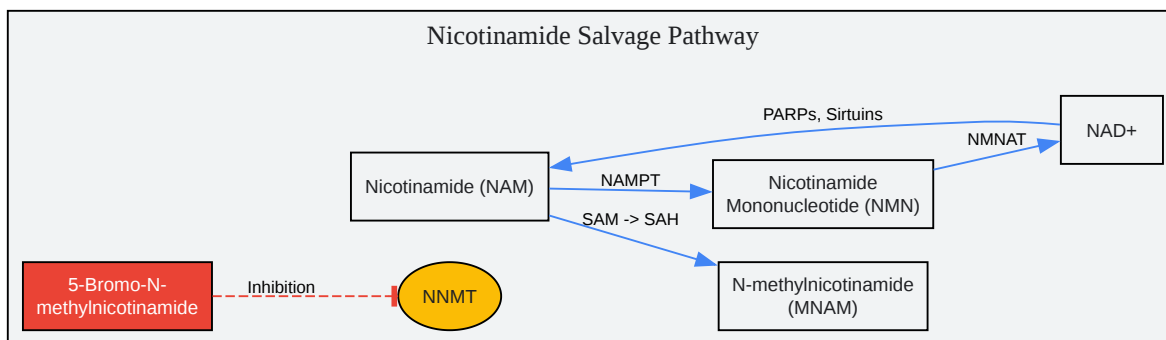 Nicotinamide Salvage Pathway
PARPs, Sirtuins
NAD+
NMNAT
Nicotinamide (NAM)
NAMPT
Nicotinamide
Mononucleotide (NMN)
SAM -> SAH
5-Bromo-N-
methylnicotinamide
Inhibition
NNMT
N-methylnicotinamide
(MNAM)